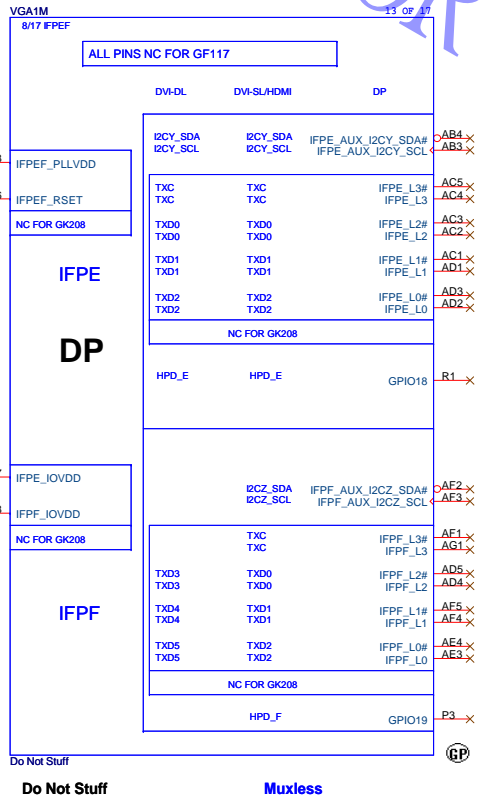 VGA1M 13 OF 17
8/17 IFPEF
ALL PINS NC FOR GF117
DVI-DL DVI-SL/HDMI DP
I2CY_SDA I2CY_SDA IFPE_AUX_I2CY_SDA# AB4
I2CY_SCL I2CY_SCL IFPE_AUX_I2CY_SCL AB3
IFPEF_PLLVDD
TXC TXC IFPE_L3# AC5
TXC TXC IFPE_L3 AC4
IFPEF_RSET
NC FOR GK208
TXD0 TXD0 IFPE_L2# AC3
TXD0 TXD0 IFPE_L2 AC2
TXD1 TXD1 IFPE_L1# AC1
TXD1 TXD1 IFPE_L1 AD1
IFPE
TXD2 TXD2 IFPE_L0# AD3
TXD2 TXD2 IFPE_L0 AD2
NC FOR GK208
DP
HPD_E HPD_E GPIO18 R1
IFPE_IOVDD
I2CZ_SDA IFPF_AUX_I2CZ_SDA# AF2
I2CZ_SCL IFPF_AUX_I2CZ_SCL AF3
IFPF_IOVDD
NC FOR GK208
TXC IFPF_L3# AF1
TXC IFPF_L3 AG1
TXD3 TXD0 IFPF_L2# AD5
TXD3 TXD0 IFPF_L2 AD4
TXD4 TXD1 IFPF_L1# AF5
TXD4 TXD1 IFPF_L1 AF4
IFPF
TXD5 TXD2 IFPF_L0# AE4
TXD5 TXD2 IFPF_L0 AE3
NC FOR GK208
HPD_F GPIO19 P3
GP
Do Not Stuff
Do Not Stuff Muxless